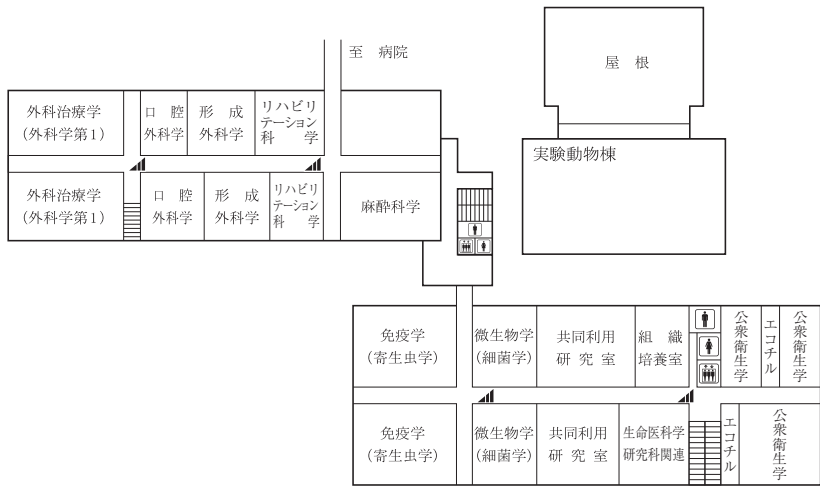 至 病院
屋 根
外科治療学
(外科学第1)
口 腔
外科学
形 成
外科学
リハビリ
テーション
科 学
実験動物棟
外科治療学
(外科学第1)
口 腔
外科学
形 成
外科学
リハビリ
テーション
科 学
麻酔科学
免疫学
(寄生虫学)
微生物学
(細菌学)
共同利用
研 究 室
組 織
培養室
公衆衛生学
エコチル
公衆衛生学
免疫学
(寄生虫学)
微生物学
(細菌学)
共同利用
研 究 室
生命医科学
研究科関連
エコチル
公衆衛生学